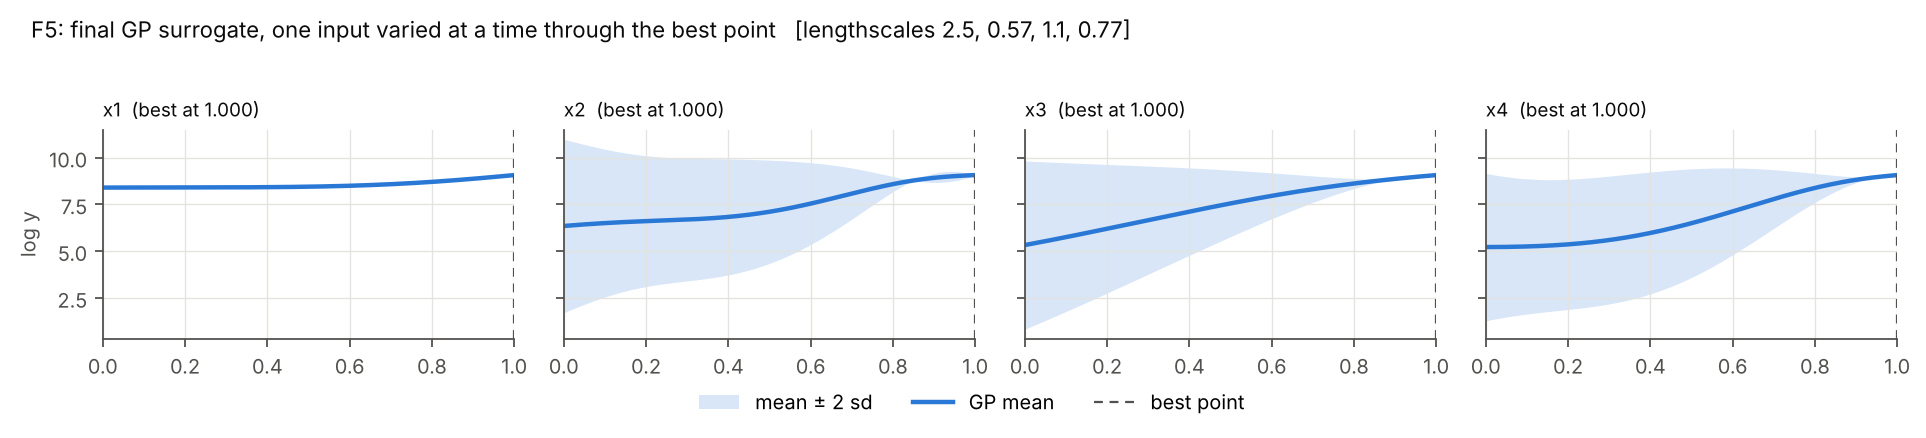 F5: final GP surrogate, one input varied at a time through the best point [lengthscales 2.5, 0.57, 1.1, 0.77]
x1 (best at 1.000)
x2 (best at 1.000)
x3 (best at 1.000)
x4 (best at 1.000)
log y
10.0
7.5
5.0
2.5
0.0 0.2 0.4 0.6 0.8 1.0
0.0 0.2 0.4 0.6 0.8 1.0
0.0 0.2 0.4 0.6 0.8 1.0
0.0 0.2 0.4 0.6 0.8 1.0
mean ± 2 sd GP mean best point